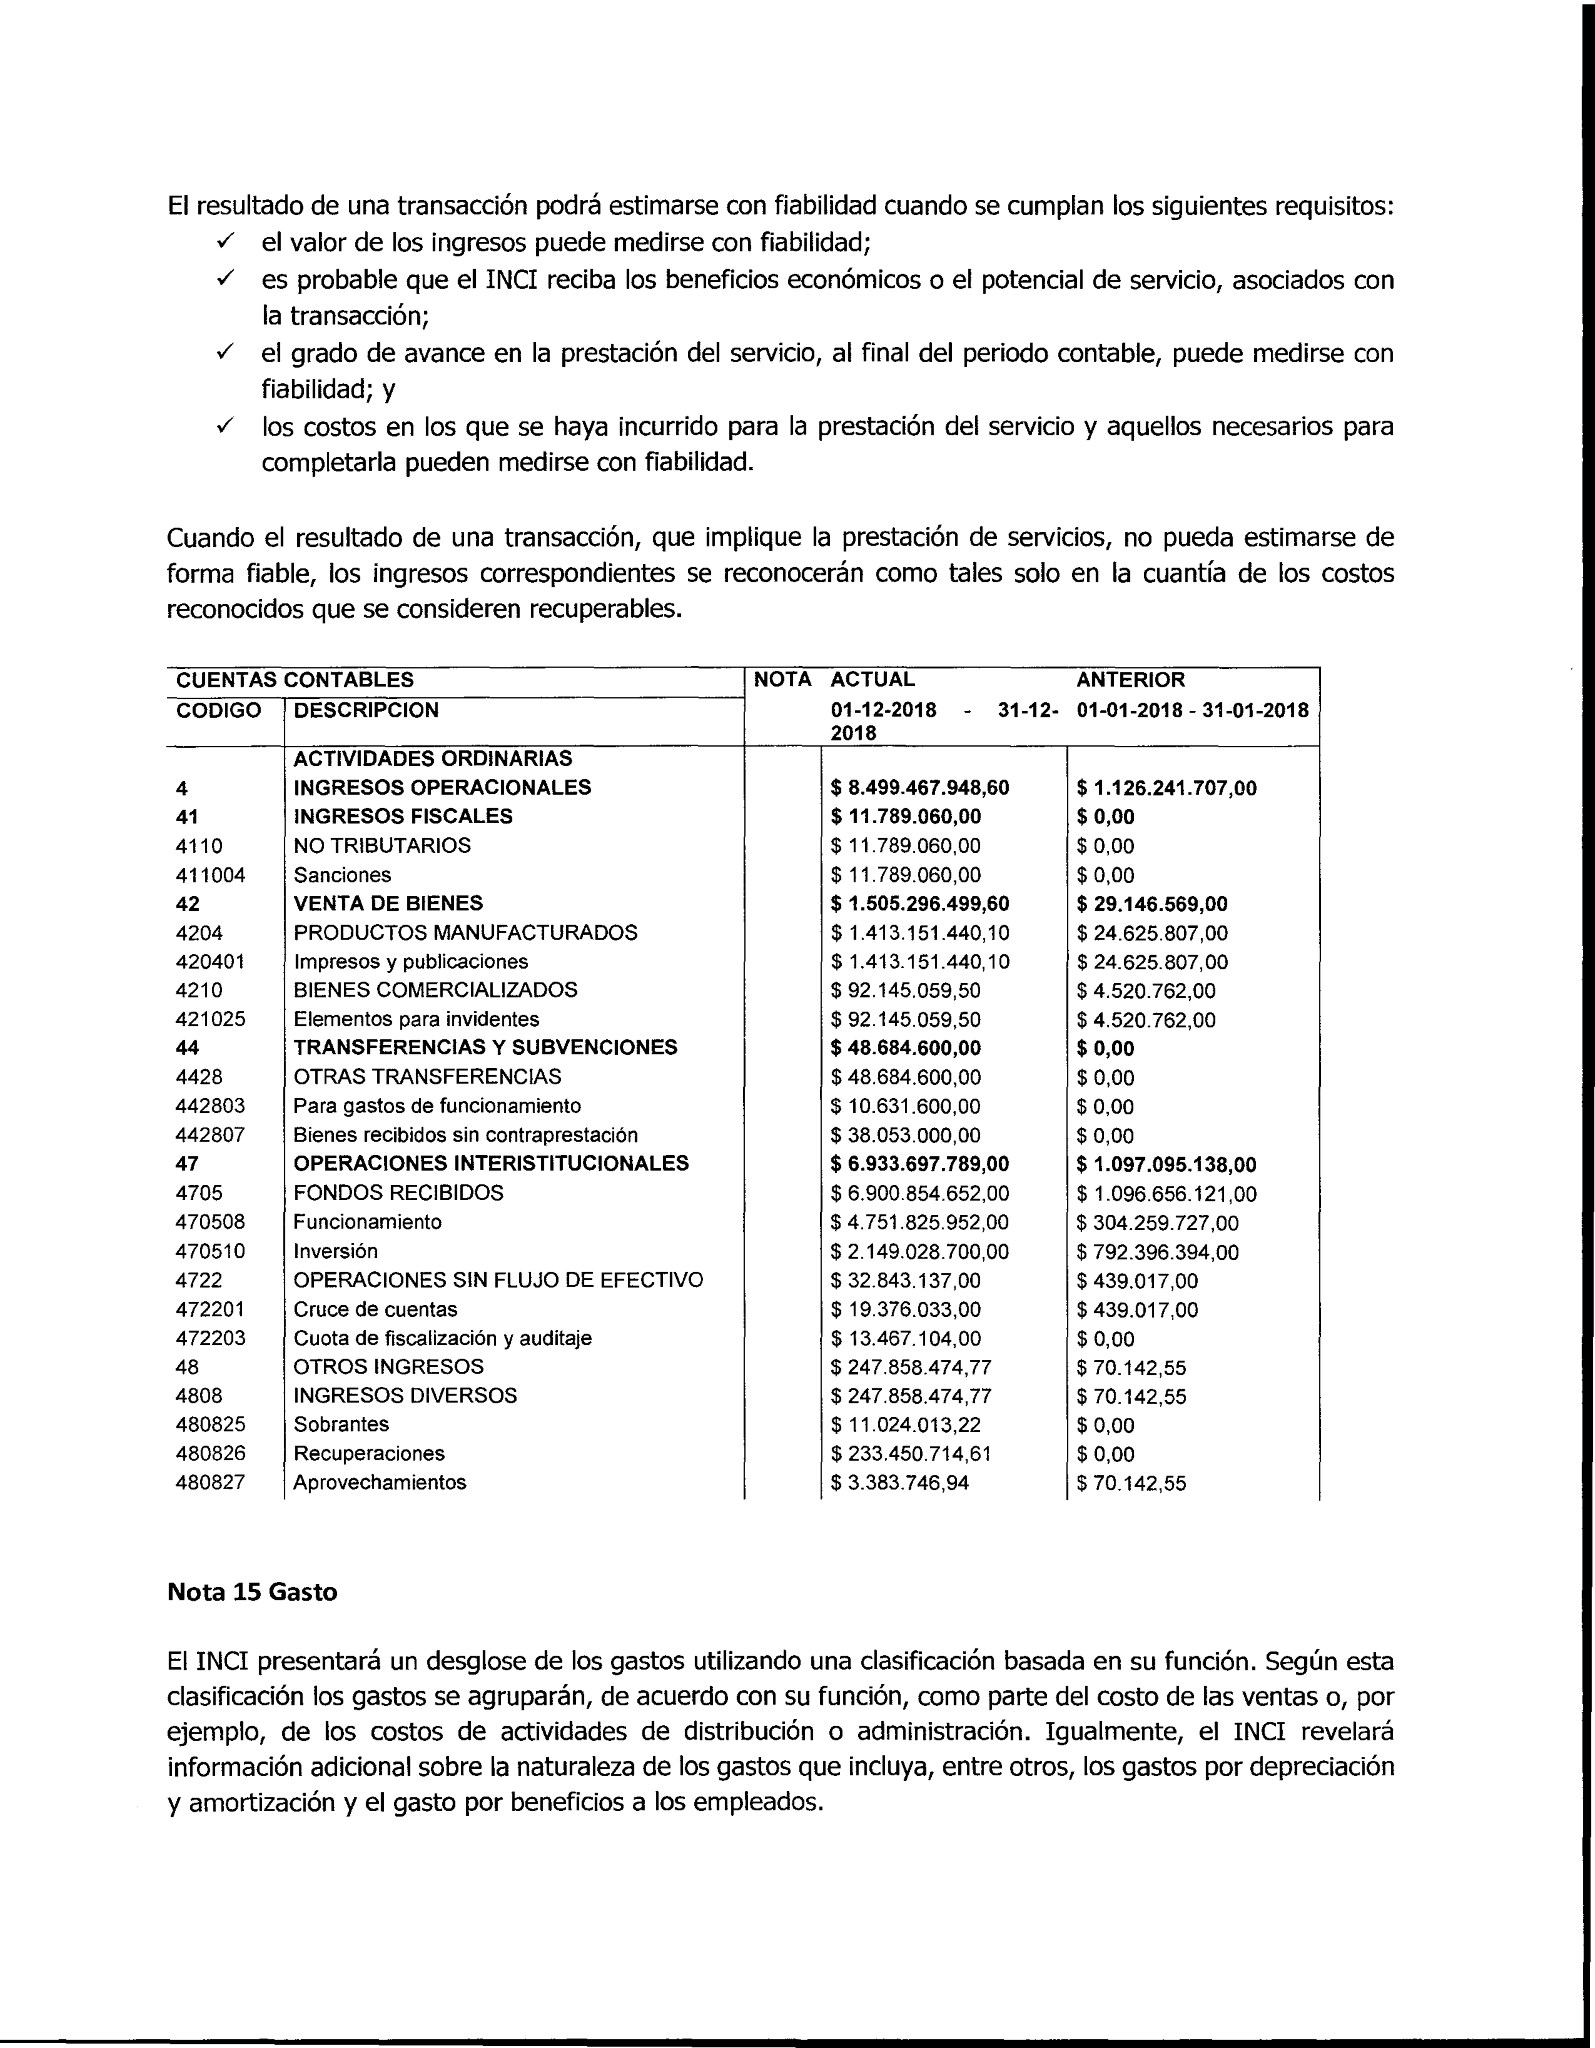 El resultado de una transacción podrá estimarse con fiabilidad cuando se cumplan los siguientes requisitos:
✓ el valor de los ingresos puede medirse con fiabilidad;
✓ es probable que el INCI reciba los beneficios económicos o el potencial de servicio, asociados con
la transacción;
✓ el grado de avance en la prestación del servicio, al final del periodo contable, puede medirse con
fiabilidad; y
✓ los costos en los que se haya incurrido para la prestación del servicio y aquellos necesarios para
completarla pueden medirse con fiabilidad.
Cuando el resultado de una transacción, que implique la prestación de servicios, no pueda estimarse de
forma fiable, los ingresos correspondientes se reconocerán como tales solo en la cuantía de los costos
reconocidos que se consideren recuperables.
CUENTAS CONTABLES NOTA ACTUAL ANTERIOR
CODIGO DESCRIPCION 01-12-2018 - 31-12- 01-01-2018 - 31-01-2018
2018
ACTIVIDADES ORDINARIAS
4 INGRESOS OPERACIONALES $ 8.499.467.948,60 $ 1.126.241.707,00
41 INGRESOS FISCALES $ 11.789.060,00 $ 0,00
4110 NO TRIBUTARIOS $ 11.789.060,00 $ 0,00
411004 Sanciones $ 11.789.060,00 $ 0,00
42 VENTA DE BIENES $ 1.505.296.499,60 $ 29.146.569,00
4204 PRODUCTOS MANUFACTURADOS $ 1.413.151.440,10 $ 24.625.807,00
420401 Impresos y publicaciones $ 1.413.151.440,10 $ 24.625.807,00
4210 BIENES COMERCIALIZADOS $ 92.145.059,50 $ 4.520.762,00
421025 Elementos para invidentes $ 92.145.059,50 $ 4.520.762,00
44 TRANSFERENCIAS Y SUBVENCIONES $ 48.684.600,00 $ 0,00
4428 OTRAS TRANSFERENCIAS $ 48.684.600,00 $ 0,00
442803 Para gastos de funcionamiento $ 10.631.600,00 $ 0,00
442807 Bienes recibidos sin contraprestación $ 38.053.000,00 $ 0,00
47 OPERACIONES INTERISTITUCIONALES $ 6.933.697.789,00 $ 1.097.095.138,00
4705 FONDOS RECIBIDOS $ 6.900.854.652,00 $ 1.096.656.121,00
470508 Funcionamiento $ 4.751.825.952,00 $ 304.259.727,00
470510 Inversión $ 2.149.028.700,00 $ 792.396.394,00
4722 OPERACIONES SIN FLUJO DE EFECTIVO $ 32.843.137,00 $ 439.017,00
472201 Cruce de cuentas $ 19.376.033,00 $ 439.017,00
472203 Cuota de fiscalización y auditaje $ 13.467.104,00 $ 0,00
48 OTROS INGRESOS $ 247.858.474,77 $ 70.142,55
4808 INGRESOS DIVERSOS $ 247.858.474,77 $ 70.142,55
480825 Sobrantes $ 11.024.013,22 $ 0,00
480826 Recuperaciones $ 233.450.714,61 $ 0,00
480827 Aprovechamientos $ 3.383.746,94 $ 70.142,55
Nota 15 Gasto
El INCI presentará un desglose de los gastos utilizando una clasificación basada en su función. Según esta
clasificación los gastos se agruparán, de acuerdo con su función, como parte del costo de las ventas o, por
ejemplo, de los costos de actividades de distribución o administración. Igualmente, el INCI revelará
información adicional sobre la naturaleza de los gastos que incluya, entre otros, los gastos por depreciación
y amortización y el gasto por beneficios a los empleados.